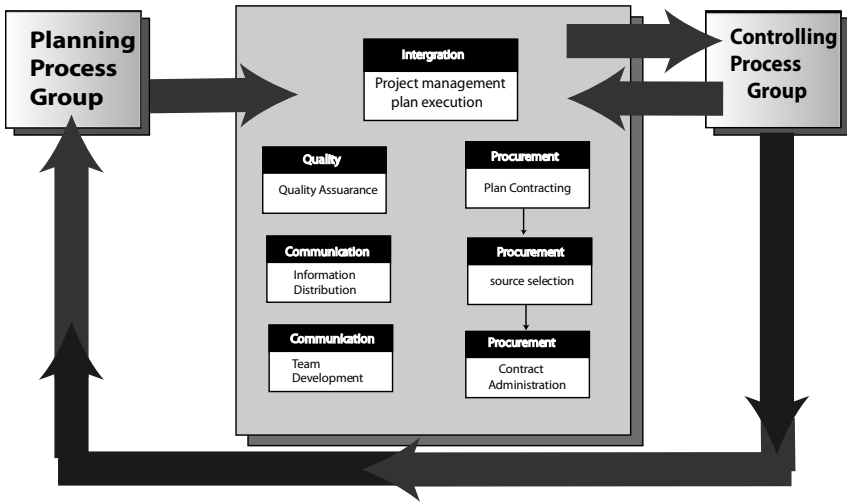 Planning
Process
Group
Intergration
Project management
plan execution
Controlling
Process
Group
Quality
Quality Assuarance
Communication
Information
Distribution
Communication
Team
Development
Procurement
Plan Contracting
Procurement
source selection
Procurement
Contract
Administration